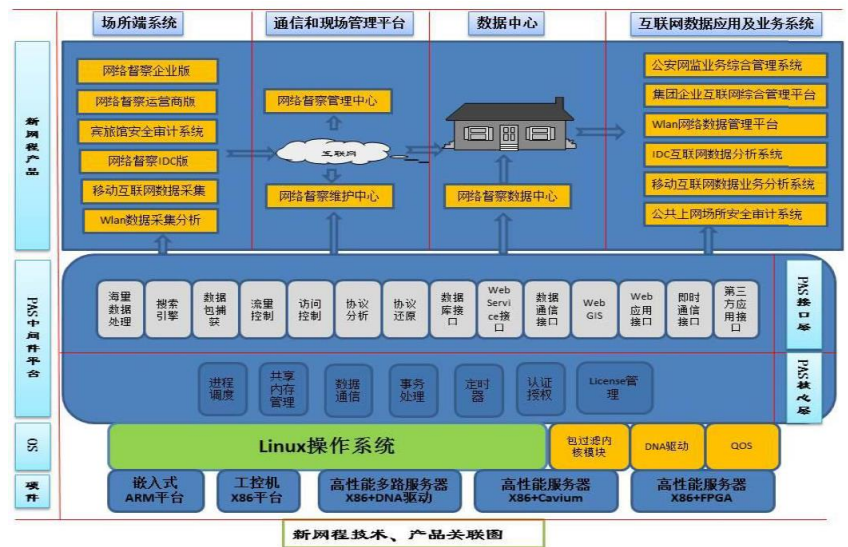 场所端系统
通信和现场管理平台
数据中心
互联网数据应用及业务系统
新网程产品
网络督察企业版
网络督察运营商版
宾旅馆安全审计系统
网络督察IDC版
移动互联网数据采集
Wlan数据采集分析
网络督察管理中心
互联网
网络督察维护中心
网络督察数据中心
公安网监业务综合管理系统
集团企业互联网综合管理平台
Wlan网络数据管理平台
IDC互联网数据分析系统
移动互联网数据业务分析系统
公共上网场所安全审计系统
PAS中间件平台
海里
数据
处理
搜索
引擎
数据
包捕
获
流量
控制
访问
控制
协议
分析
协议
还原
数据
库接
口
Web
Servi
ce接
口
数据
通信
接口
Web
GIS
Web
应用
接口
即时
通信
接口
第三
方应
用接
口
PAS接口层
进程
调度
共享
内存
管理
数据
通信
事务
处理
定时
器
认证
授权
License管
理
PAS核心层
OS
Linux操作系统
包过滤内
核模块
DNA驱动
QOS
硬件
嵌入式
ARM平台
工控机
X86平台
高性能多路服务器
X86+DNA驱动
高性能服务器
X86+Cavium
高性能服务器
X86+FPGA
新网程技术、产品关联图